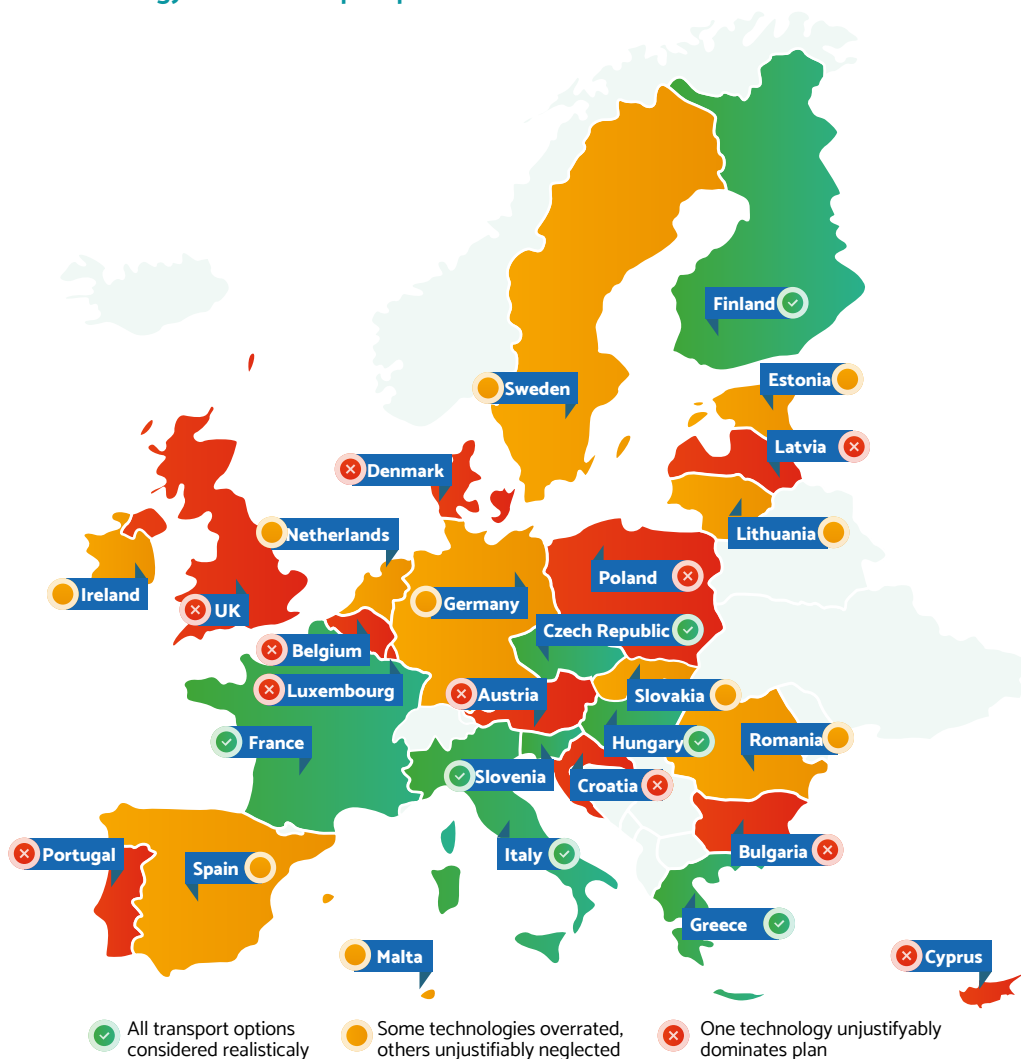 Finland
Estonia
Sweden
Latvia
Denmark
Netherlands
Lithuania
Poland
Ireland
Germany
UK
Czech Republic
Belgium
Luxembourg
Austria
Slovakia
France
Hungary
Romania
Slovenia
Croatia
Portugal
Italy
Bulgaria
Spain
Greece
Malta
Cyprus
All transport options
considered realisticaly
Some technologies overrated,
others unjustifiably neglected
One technology unjustifyably
dominates plan